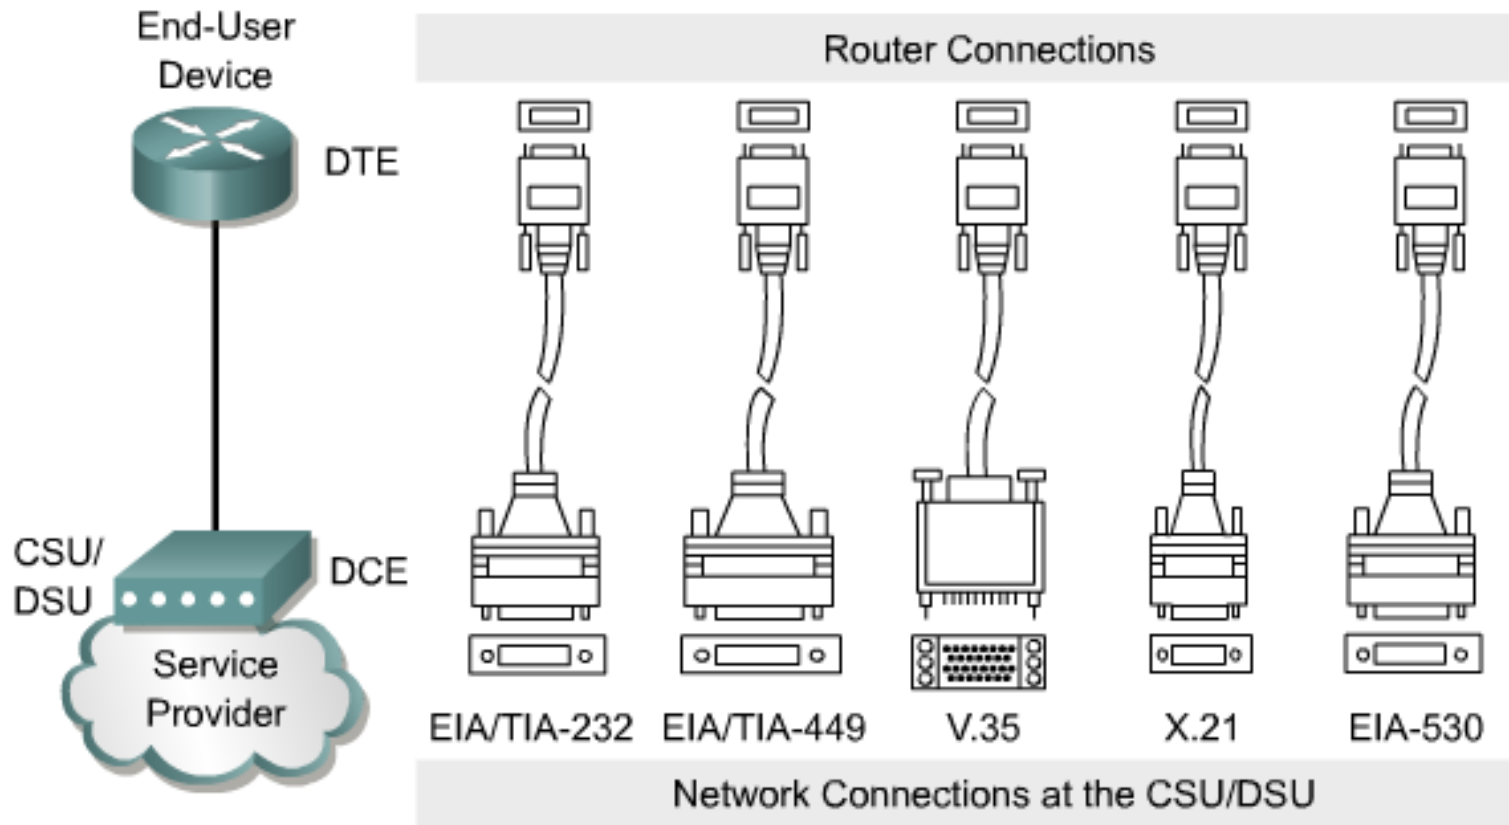 End-User
Device
DTE
CSU/
DSU
DCE
Service
Provider
Router Connections
EIA/TIA-232
EIA/TIA-449
V.35
X.21
EIA-530
Network Connections at the CSU/DSU